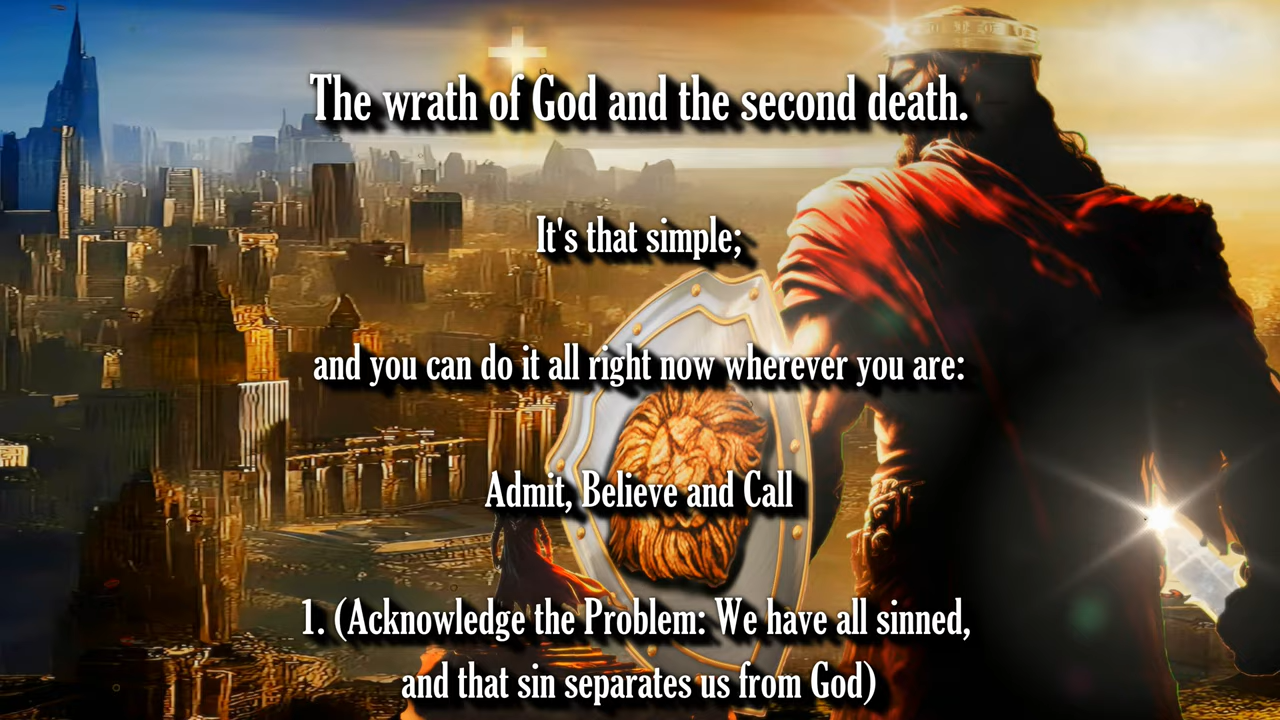 The wrath of God and the second death.
It's that simple;
and you can do it all right now wherever you are:
Admit, Believe and Call
1. (Acknowledge the Problem: We have all sinned,
and that sin separates us from God)